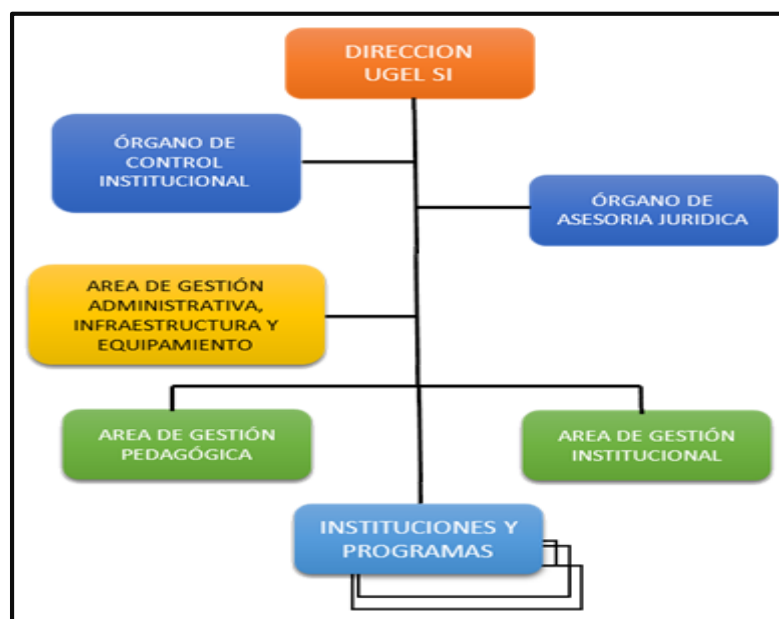 DIRECCION
UGEL SI
ÓRGANO DE
CONTROL
INSTITUCIONAL
ÓRGANO DE
ASESORIA JURIDICA
AREA DE GESTIÓN
ADMINISTRATIVA,
INFRAESTRUCTURA Y
EQUIPAMIENTO
AREA DE GESTIÓN
PEDAGÓGICA
AREA DE GESTIÓN
INSTITUCIONAL
INSTITUCIONES Y
PROGRAMAS